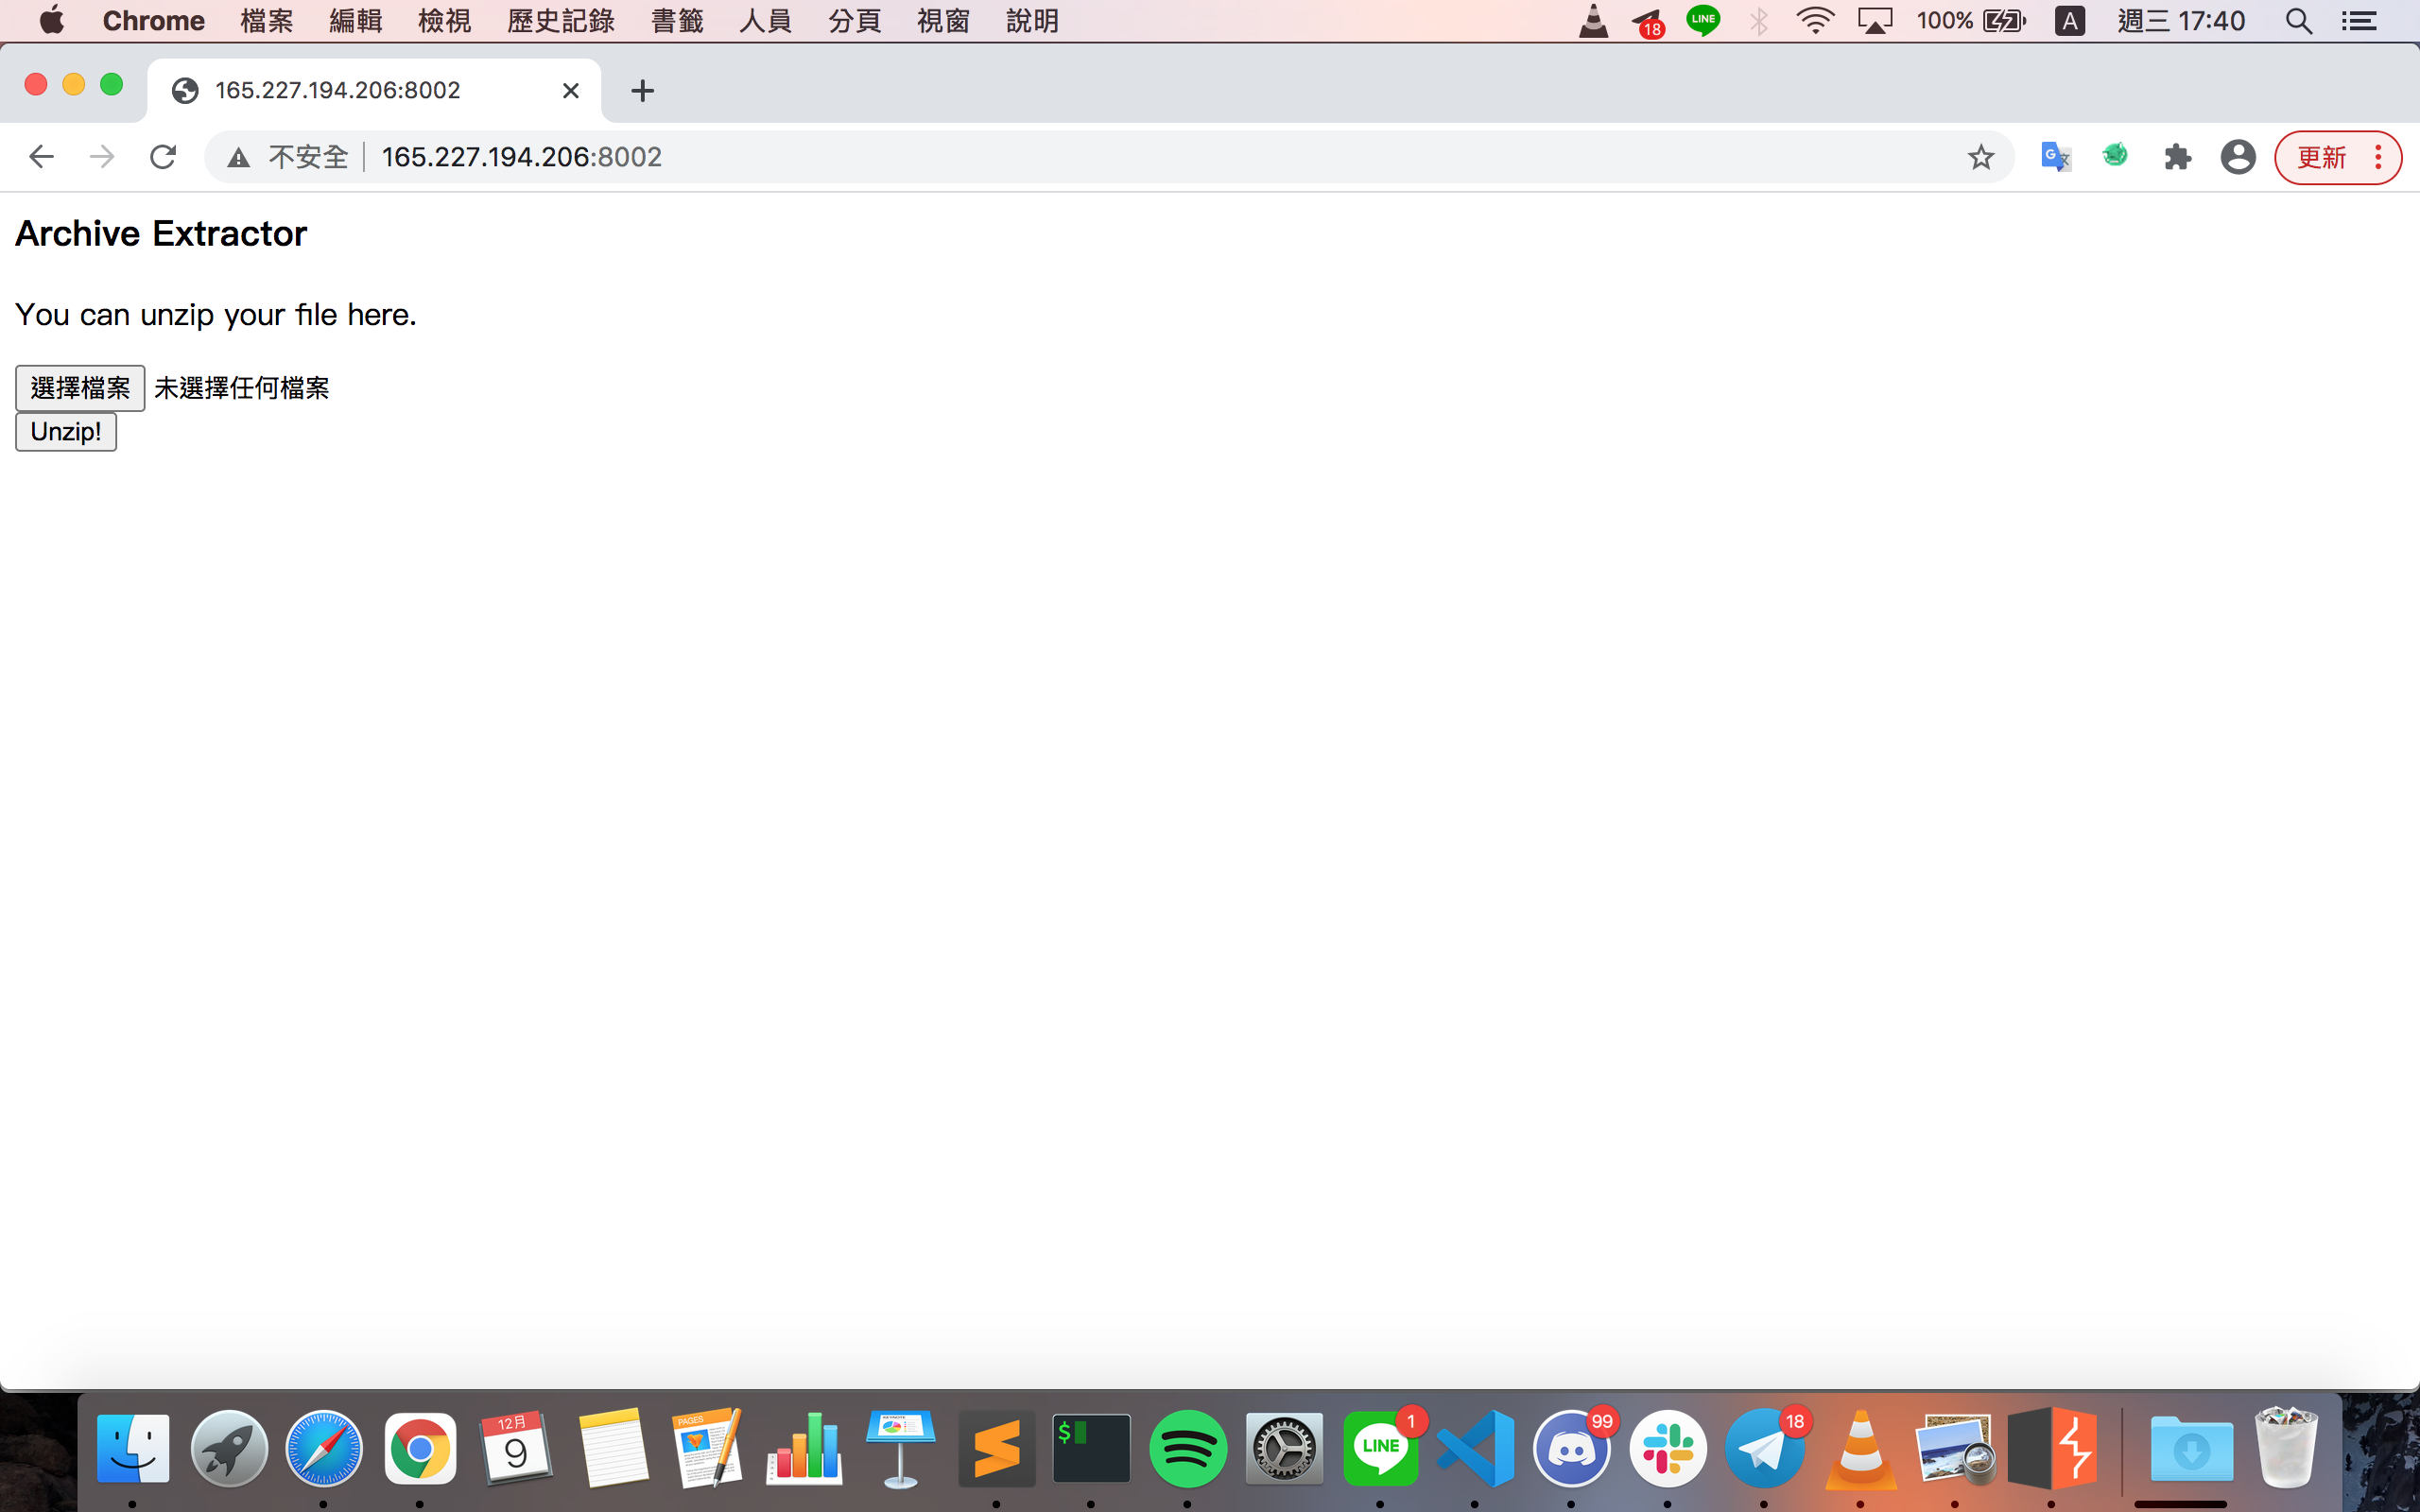 Chrome 檔案 編輯 檢視 歷史記錄 書籤 人員 分頁 視窗 說明 18 LINE 100% A 週三 17:40
165.227.194.206:8002
不安全 165.227.194.206:8002 更新
Archive Extractor
You can unzip your file here.
選擇檔案 未選擇任何檔案
Unzip!
12月 9 PAGES KEYNOTE $ LINE 1 99 18